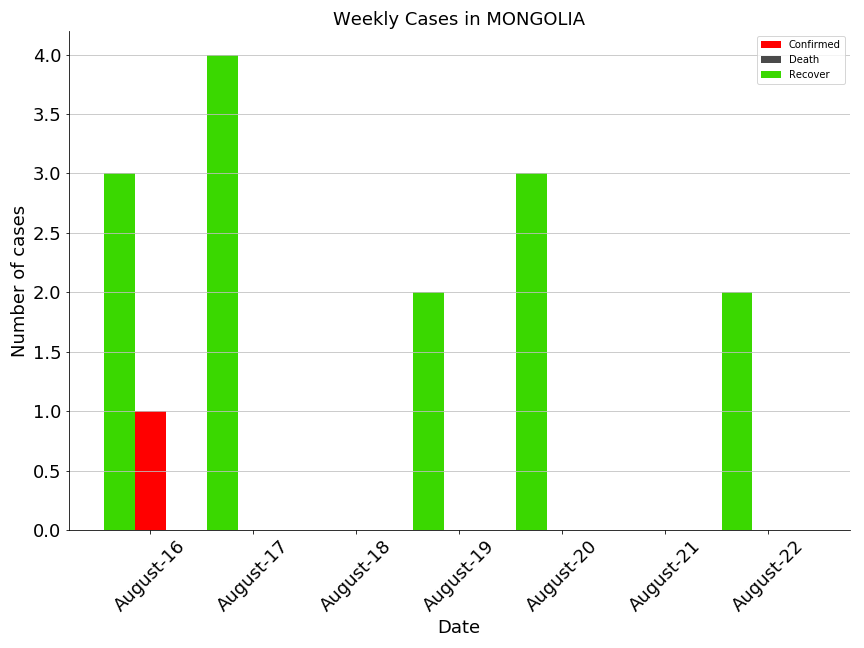 Weekly Cases in MONGOLIA
Confirmed
Death
Recover
Number of cases
4.0
3.5
3.0
2.5
2.0
1.5
1.0
0.5
0.0
August-16
August-17
August-18
August-19
August-20
August-21
August-22
Date